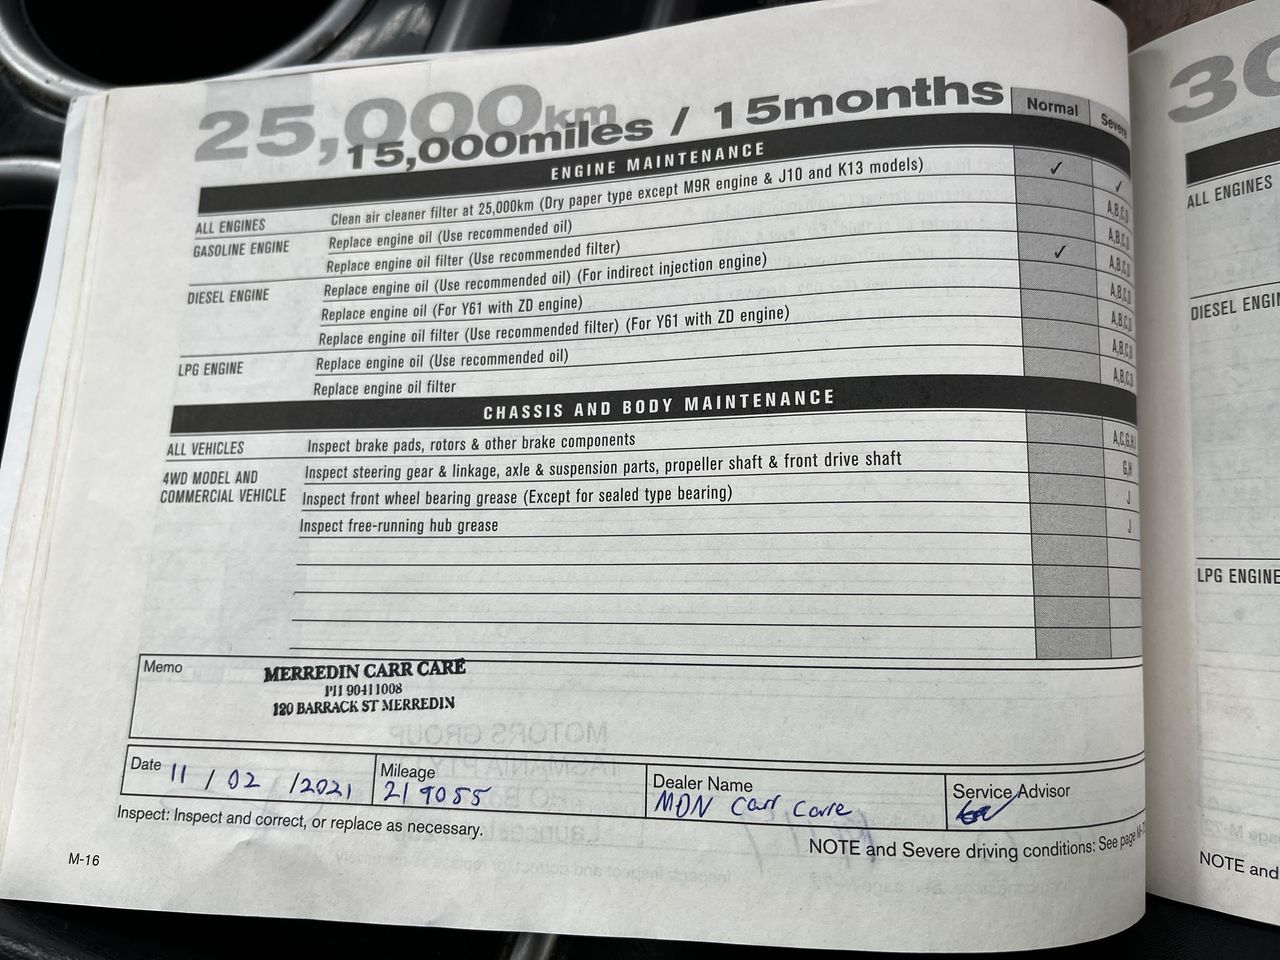 25,000km
15,000miles / 15months
Normal Severe
ENGINE MAINTENANCE
ALL ENGINES Clean air cleaner filter at 25,000km (Dry paper type except M9R engine & J10 and K13 models) ✓ ✓
GASOLINE ENGINE Replace engine oil (Use recommended oil) A,B,C,D
Replace engine oil filter (Use recommended filter) A,B,C,D
DIESEL ENGINE Replace engine oil (Use recommended oil) (For indirect injection engine) ✓ A,B,C,D
Replace engine oil (For Y61 with ZD engine) A,B,C,D
Replace engine oil filter (Use recommended filter) (For Y61 with ZD engine) A,B,C,D
LPG ENGINE Replace engine oil (Use recommended oil) A,B,C,D
Replace engine oil filter A,B,C,D
CHASSIS AND BODY MAINTENANCE
ALL VEHICLES Inspect brake pads, rotors & other brake components A,C,G,H
4WD MODEL AND COMMERCIAL VEHICLE Inspect steering gear & linkage, axle & suspension parts, propeller shaft & front drive shaft G,H
Inspect front wheel bearing grease (Except for sealed type bearing) J
Inspect free-running hub grease J
Memo
MERREDIN CARR CARE
PH 90411008
120 BARRACK ST MERREDIN
Date 11 / 02 / 2021
Mileage 219055
Dealer Name MDN Carr Care
Service Advisor
Inspect: Inspect and correct, or replace as necessary.
NOTE and Severe driving conditions: See page
M-16
30
ALL ENGINES
DIESEL
LPG ENGINE
NOTE and